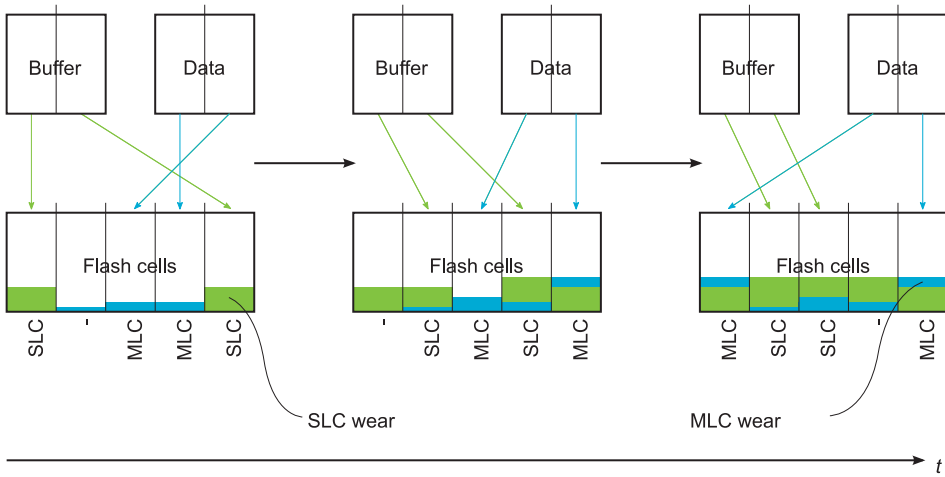 Buffer
Data
Buffer
Data
Buffer
Data
Flash cells
Flash cells
Flash cells
SLC
-
MLC
MLC
SLC
-
SLC
MLC
SLC
MLC
MLC
SLC
SLC
-
MLC
SLC wear
MLC wear
t